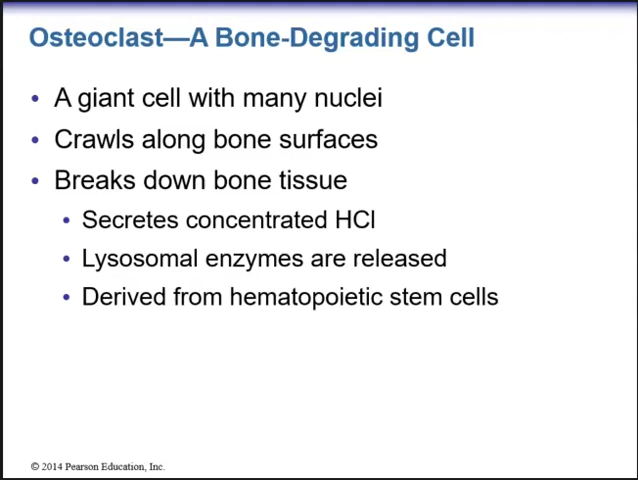 Osteoclast—A Bone-Degrading Cell
• A giant cell with many nuclei
• Crawls along bone surfaces
• Breaks down bone tissue
• Secretes concentrated HCl
• Lysosomal enzymes are released
• Derived from hematopoietic stem cells
© 2014 Pearson Education, Inc.